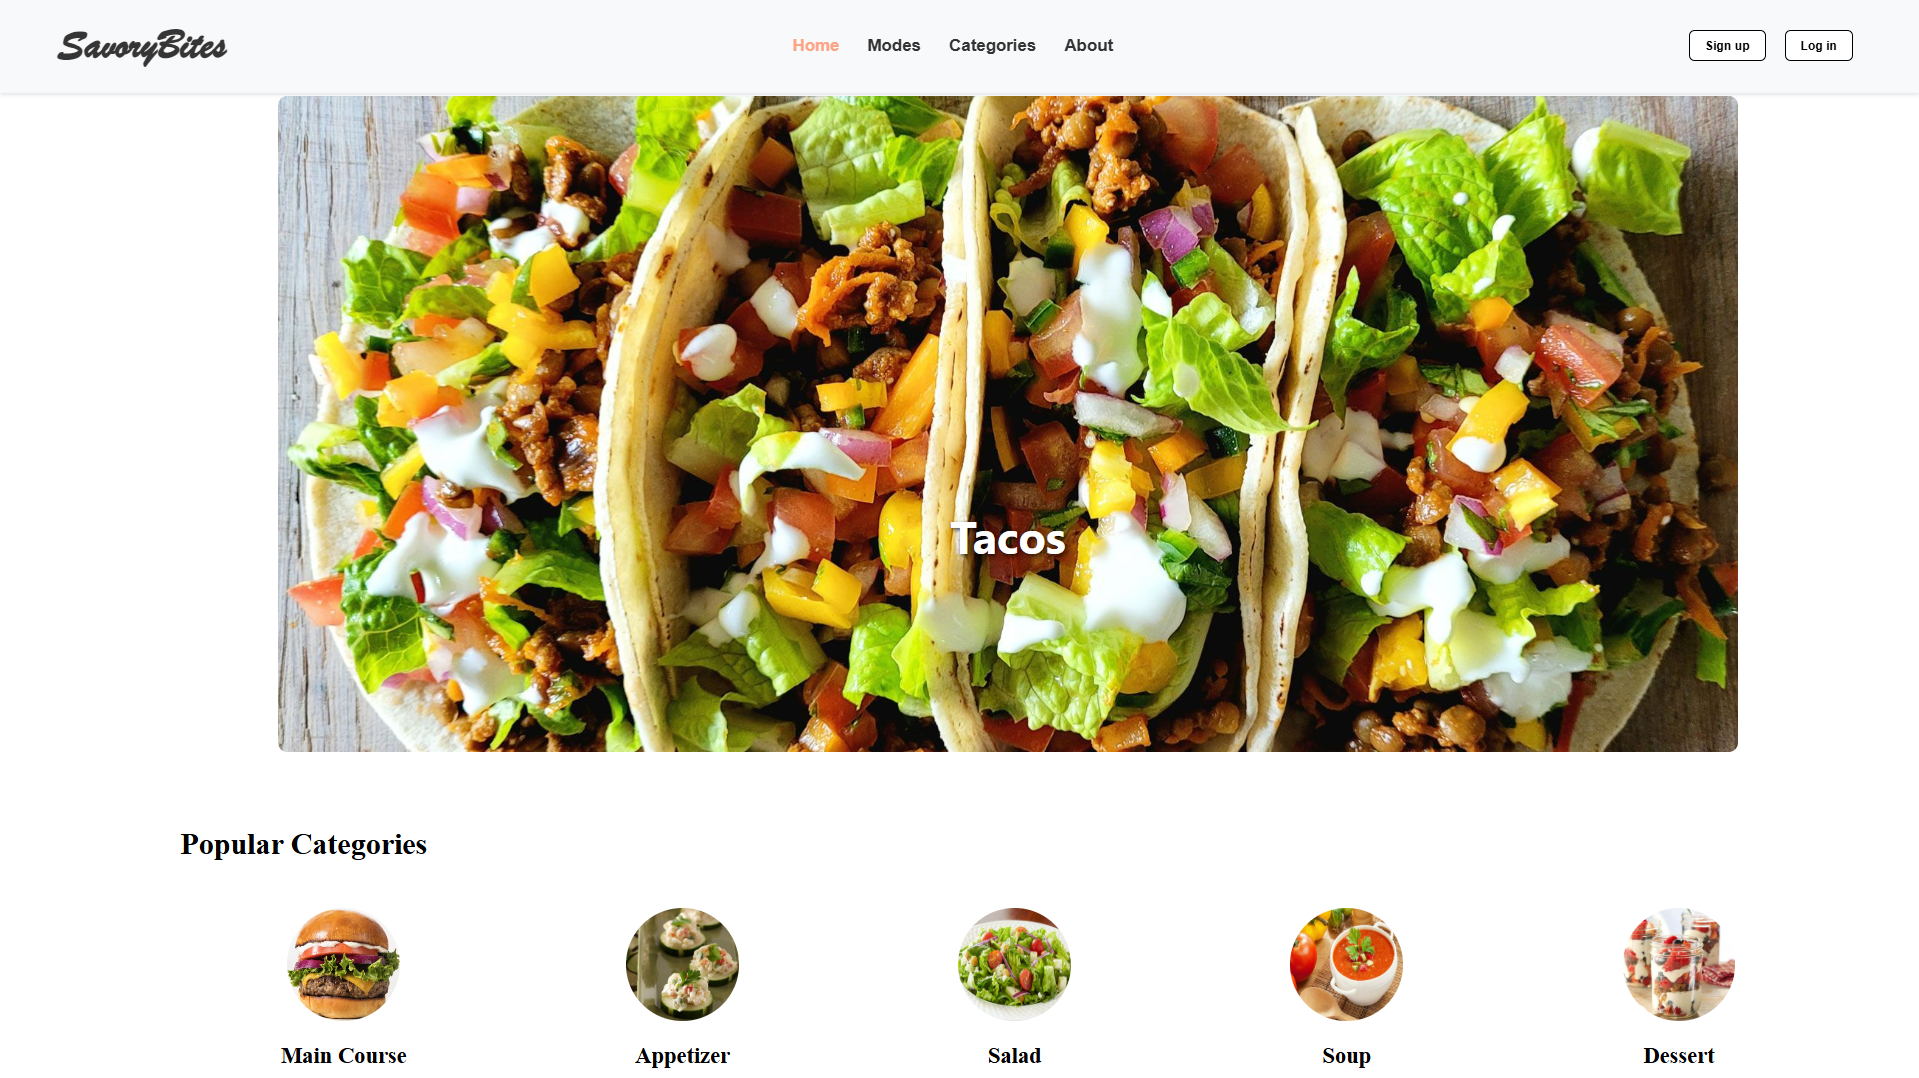 SavoryBites
Home Modes Categories About
Sign up Log in
Tacos
Popular Categories
Main Course Appetizer Salad Soup Dessert